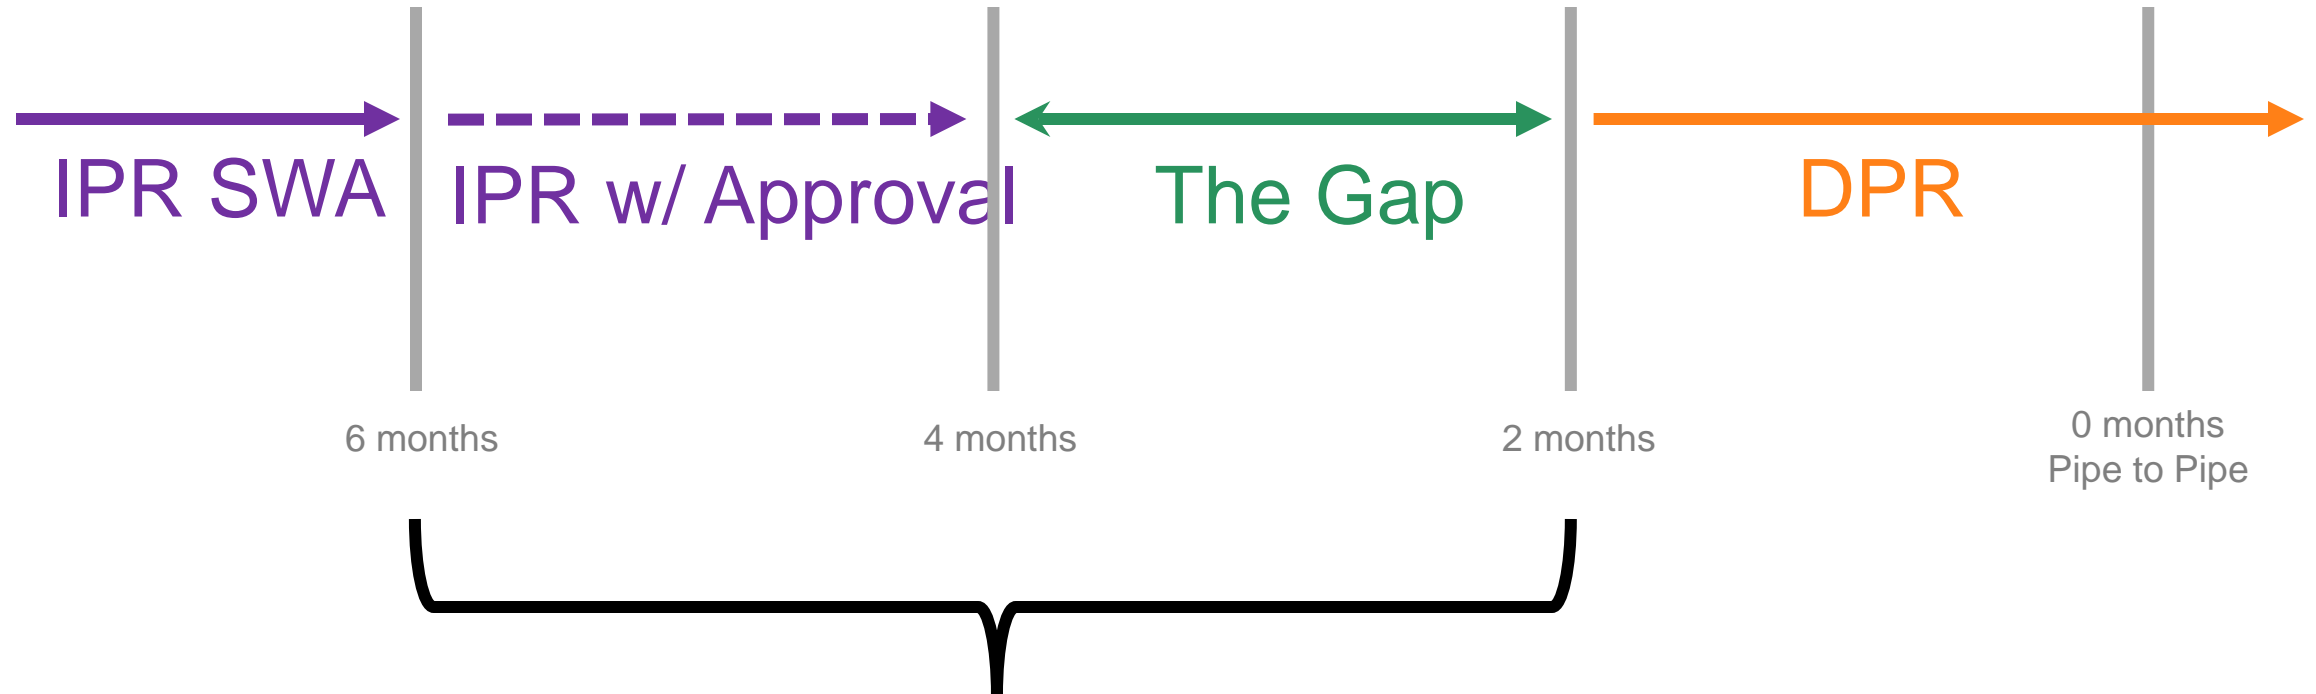 IPR SWA
IPR w/ Approval
The Gap
DPR
6 months
4 months
2 months
0 months
Pipe to Pipe